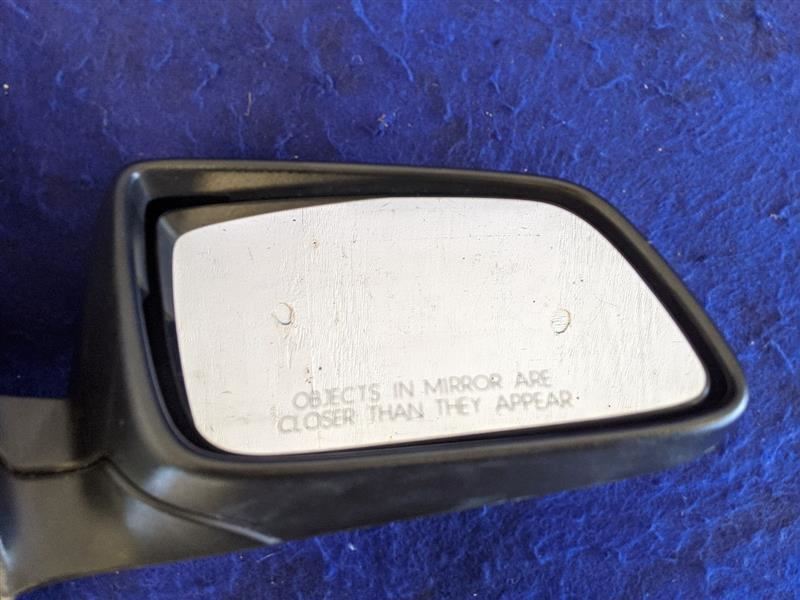 OBJECTS IN MIRROR ARE
CLOSER THAN THEY APPEAR